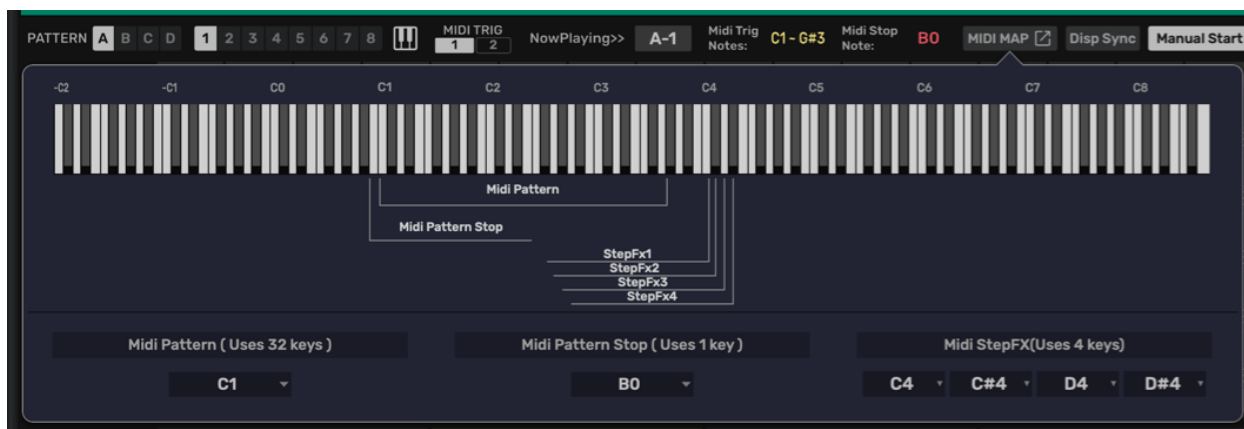 PATTERN A B C D 1 2 3 4 5 6 7 8 MIDI TRIG 1 2 NowPlaying>> A-1 Midi Trig Notes: C1 ~ G#3 Midi Stop Note: B0 MIDI MAP Disp Sync Manual Start
-C2 -C1 C0 C1 C2 C3 C4 C5 C6 C7 C8
Midi Pattern
Midi Pattern Stop
StepFx1
StepFx2
StepFx3
StepFx4
Midi Pattern ( Uses 32 keys ) Midi Pattern Stop ( Uses 1 key ) Midi StepFX(Uses 4 keys)
C1 B0 C4 C#4 D4 D#4